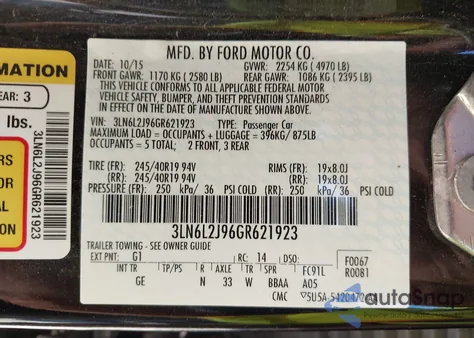 MFD. BY FORD MOTOR CO.
DATE: 10/15 GVWR: 2254 KG (4970 LB)
FRONT GAWR: 1170 KG (2580 LB) REAR GAWR: 1086 KG (2395 LB)
THIS VEHICLE CONFORMS TO ALL APPLICABLE FEDERAL MOTOR
VEHICLE SAFETY, BUMPER, AND THEFT PREVENTION STANDARDS
IN EFFECT ON THE DATE OF MANUFACTURE SHOWN ABOVE.
VIN: 3LN6L2J96GR621923 TYPE: Passenger Car
MAXIMUM LOAD = OCCUPANTS + LUGGAGE = 396KG/ 875LB
OCCUPANTS = 5 TOTAL: 2 FRONT, 3 REAR
TIRE (FR): 245/40R19 94V RIMS (FR): 19x8.0J
(RR): 245/40R19 94V (RR): 19x8.0J
PRESSURE (FR) 250 kPa/ 36 PSI COLD (RR) 250 kPa/ 36 PSI COLD
3LN6L2J96GR621923
TRAILER TOWING - SEE OWNER GUIDE
EXT PNT: G1 RC: 14 DSO: F0067
R0081
INT TR TP/PS R AXLE TR SPR FC91L
GE N 33 W BBAA A05
CMC
MATION
EAR: 3
lbs.
ERS
OR
AL
3LN6L2J96GR621923
autoSnap